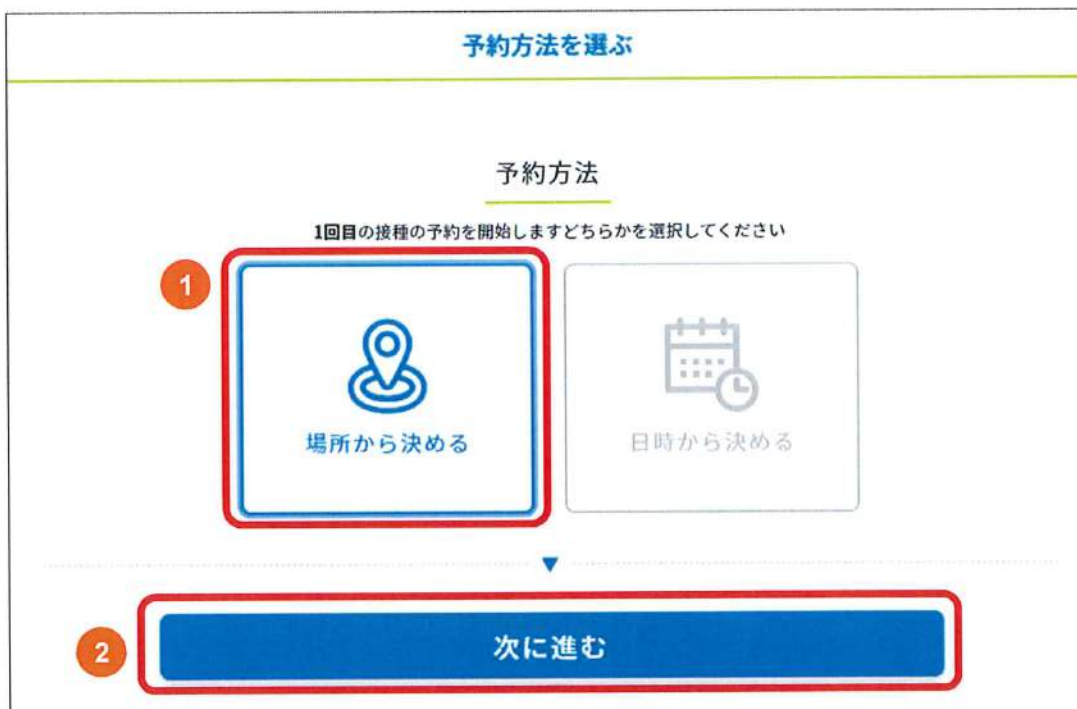 予約方法を選ぶ
予約方法
1回目の接種の予約を開始しますどちらかを選択してください
1
場所から決める
日時から決める
2
次に進む